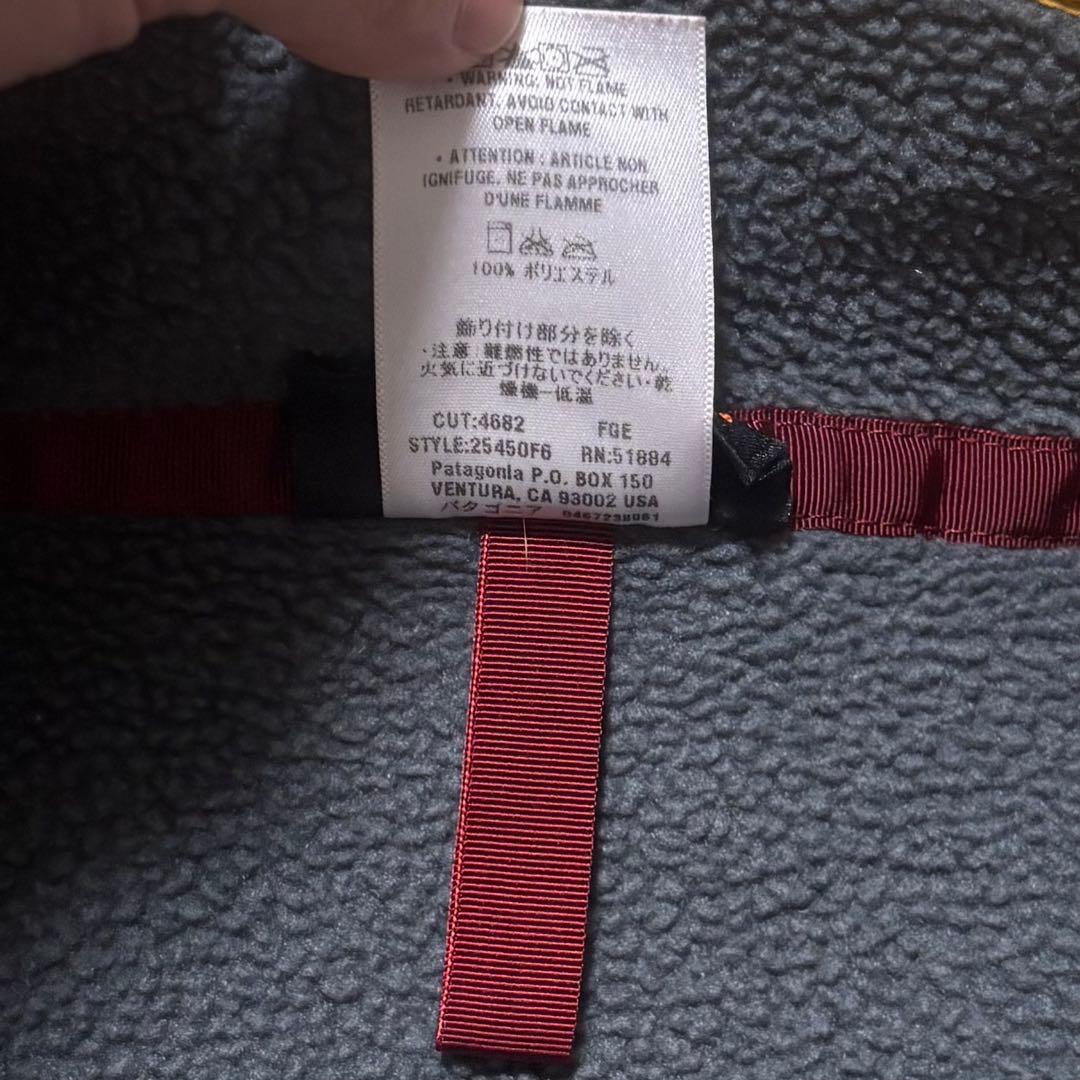 • WARNING, NOT FLAME
RETARDANT. AVOID CONTACT WITH
OPEN FLAME
• ATTENTION : ARTICLE NON
IGNIFUGE. NE PAS APPROCHER
D'UNE FLAMME
100% ポリエステル
飾り付け部分を除く
・注意 難燃性ではありません。
火気に近づけないでください・乾
燥機一低温
CUT:4682 FGE
STYLE:25450F6 RN:51884
Patagonia P.O. BOX 150
VENTURA, CA 93002 USA
パタゴニア